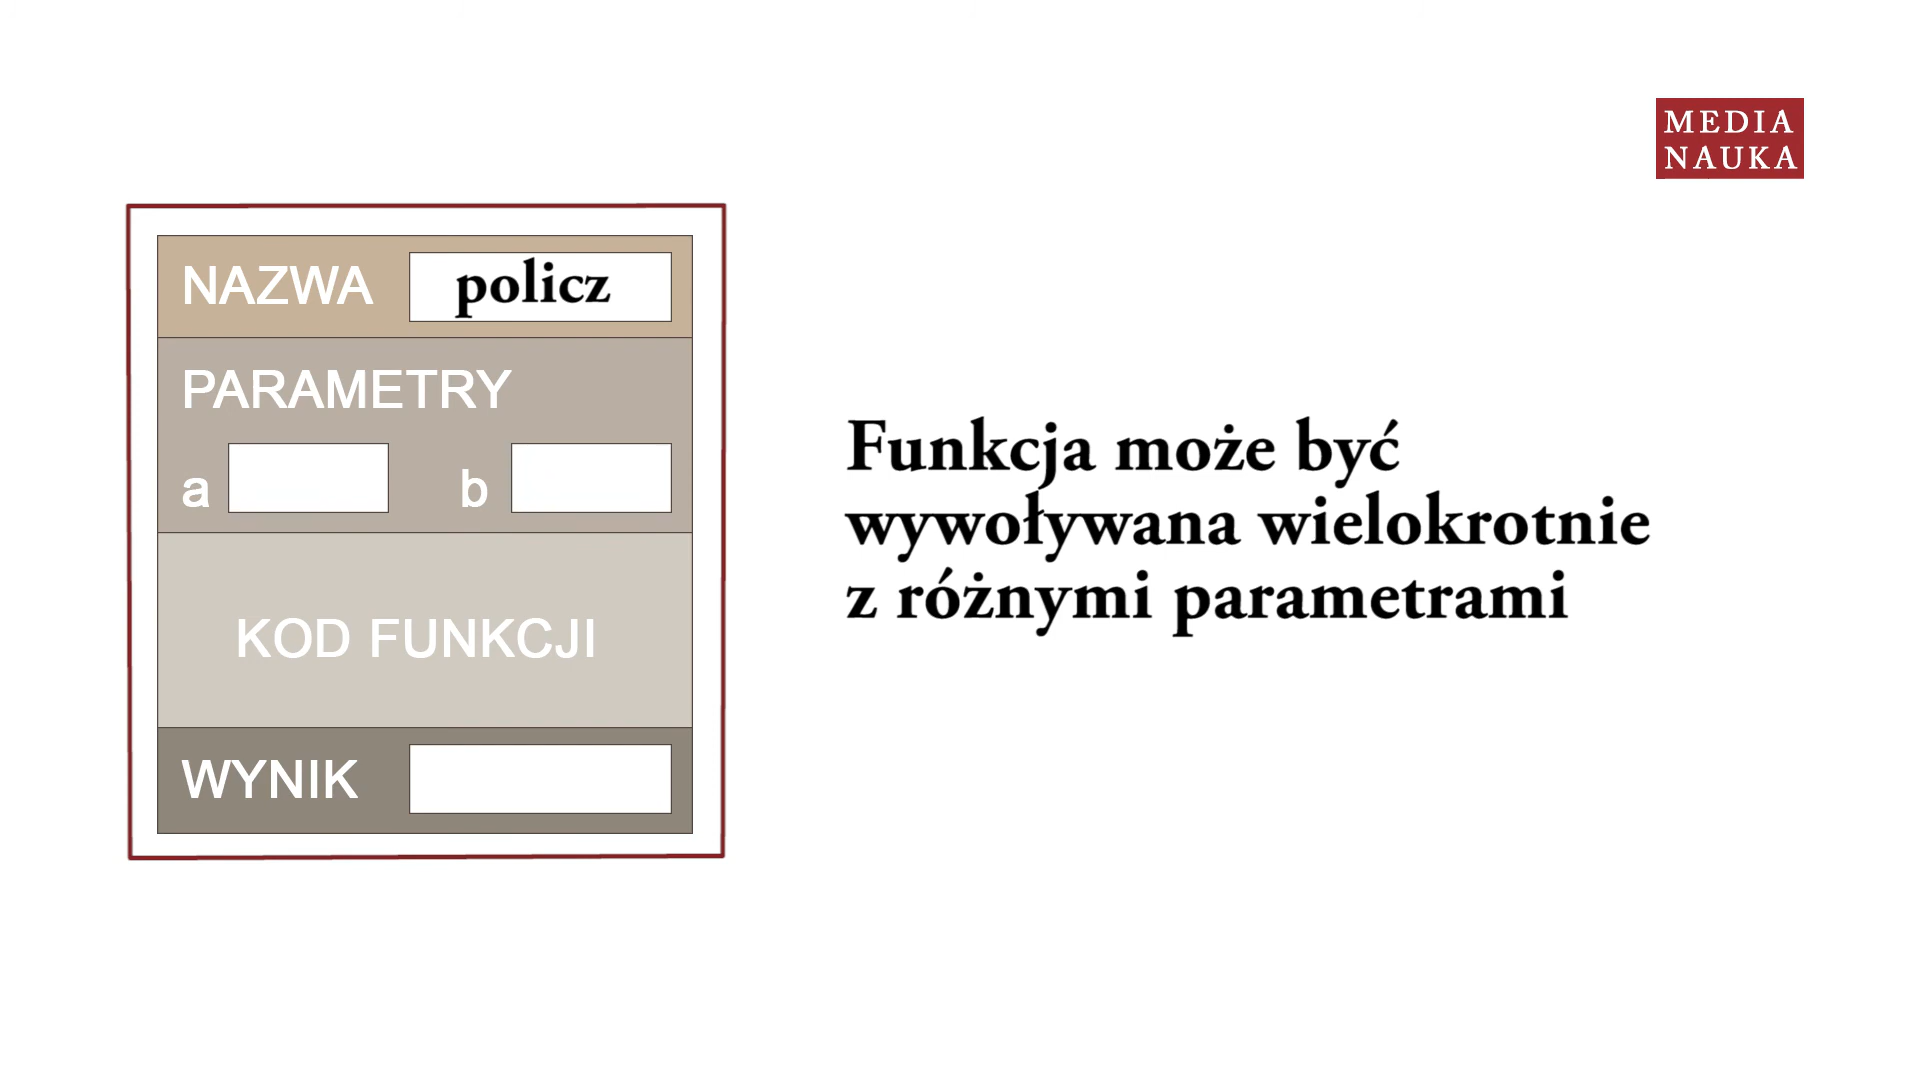 MEDIA
NAUKA
NAZWA policz
PARAMETRY
a b
KOD FUNKCJI
WYNIK
Funkcja może być
wywoływana wielokrotnie
z różnymi parametrami